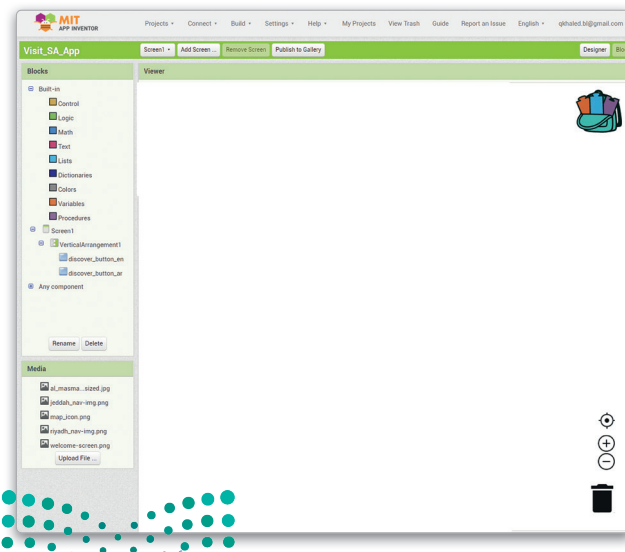 MIT
APP INVENTOR
Projects Connect Build Settings Help My Projects View Trash Guide Report an Issue English qkhaled.bl@gmail.com
Visit_SA_App
Screen1 Add Screen ... Remove Screen Publish to Gallery
Designer Blo
Blocks
Built-in
Control
Logic
Math
Text
Lists
Dictionaries
Colors
Variables
Procedures
Screen1
VerticalArrangement1
discover_button_en
discover_button_ar
Any component
Rename Delete
Media
al_masma...sized.jpg
jeddah_nav-img.png
map_icon.png
riyadh_nav-img.png
welcome-screen.png
Upload File ...
Viewer